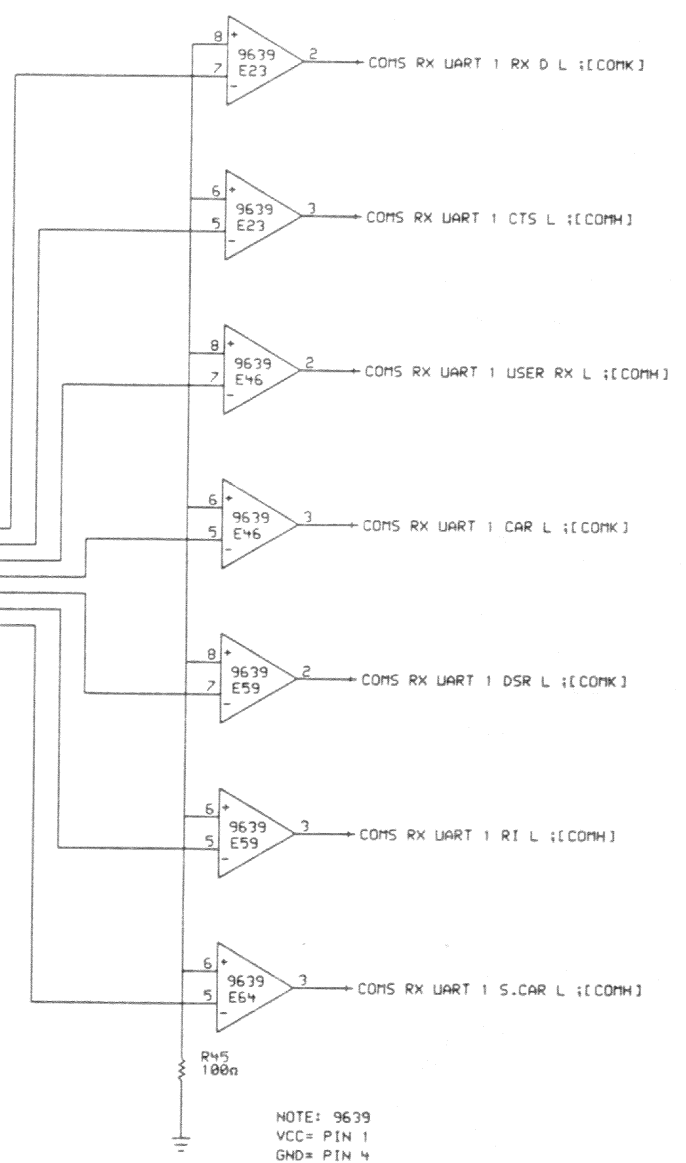 8 + 9639 2 COMS RX UART 1 RX D L ;[COMK]
7 - E23
6 + 9639 3 COMS RX UART 1 CTS L ;[COMH]
5 - E23
8 + 9639 2 COMS RX UART 1 USER RX L ;[COMH]
7 - E46
6 + 9639 3 COMS RX UART 1 CAR L ;[COMK]
5 - E46
8 + 9639 2 COMS RX UART 1 DSR L ;[COMK]
7 - E59
6 + 9639 3 COMS RX UART 1 RI L ;[COMH]
5 - E59
6 + 9639 3 COMS RX UART 1 S.CAR L ;[COMH]
5 - E64
R45
100Ω
NOTE: 9639
VCC= PIN 1
GND= PIN 4